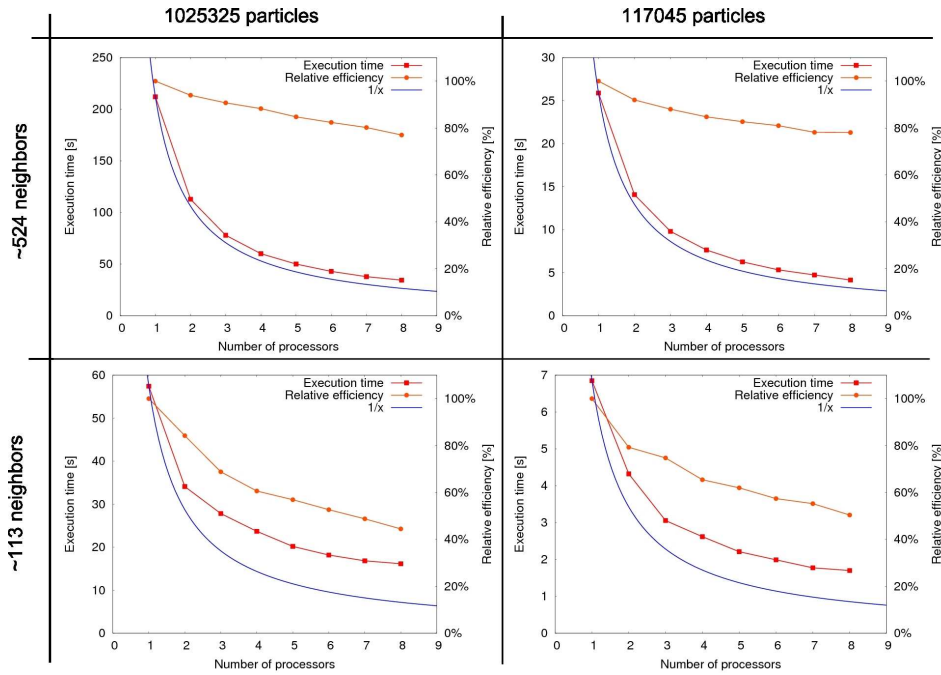 1025325 particles
117045 particles
~524 neighbors
~113 neighbors
250
200
150
100
50
0
Execution time [s]
0 1 2 3 4 5 6 7 8 9
Number of processors
Execution time
Relative efficiency
1/x
100%
80%
60%
40%
20%
0%
Relative efficiency [%]
30
25
20
15
10
5
0
Execution time [s]
0 1 2 3 4 5 6 7 8 9
Number of processors
Execution time
Relative efficiency
1/x
100%
80%
60%
40%
20%
0%
Relative efficiency [%]
60
50
40
30
20
10
0
Execution time [s]
0 1 2 3 4 5 6 7 8 9
Number of processors
Execution time
Relative efficiency
1/x
100%
80%
60%
40%
20%
0%
Relative efficiency [%]
7
6
5
4
3
2
1
0
Execution time [s]
0 1 2 3 4 5 6 7 8 9
Number of processors
Execution time
Relative efficiency
1/x
100%
80%
60%
40%
20%
0%
Relative efficiency [%]